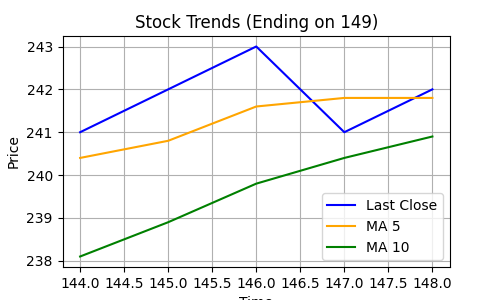 Stock Trends (Ending on 149)
243
242
241
240
239
238
Price
Last Close
MA 5
MA 10
144.0 144.5 145.0 145.5 146.0 146.5 147.0 147.5 148.0
Time